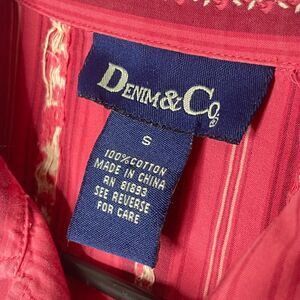 DENIM & CO.
S
100% COTTON
MADE IN CHINA
RN 81893
SEE REVERSE
FOR CARE